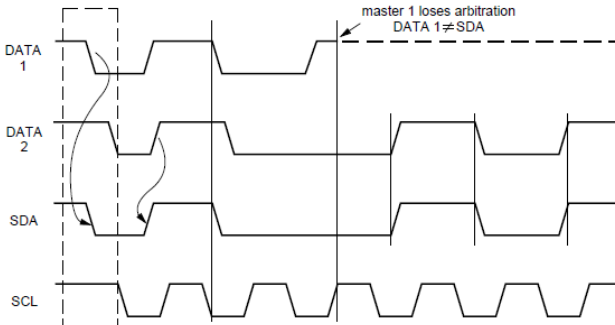 master 1 loses arbitration
DATA 1≠SDA
DATA
1
DATA
2
SDA
SCL